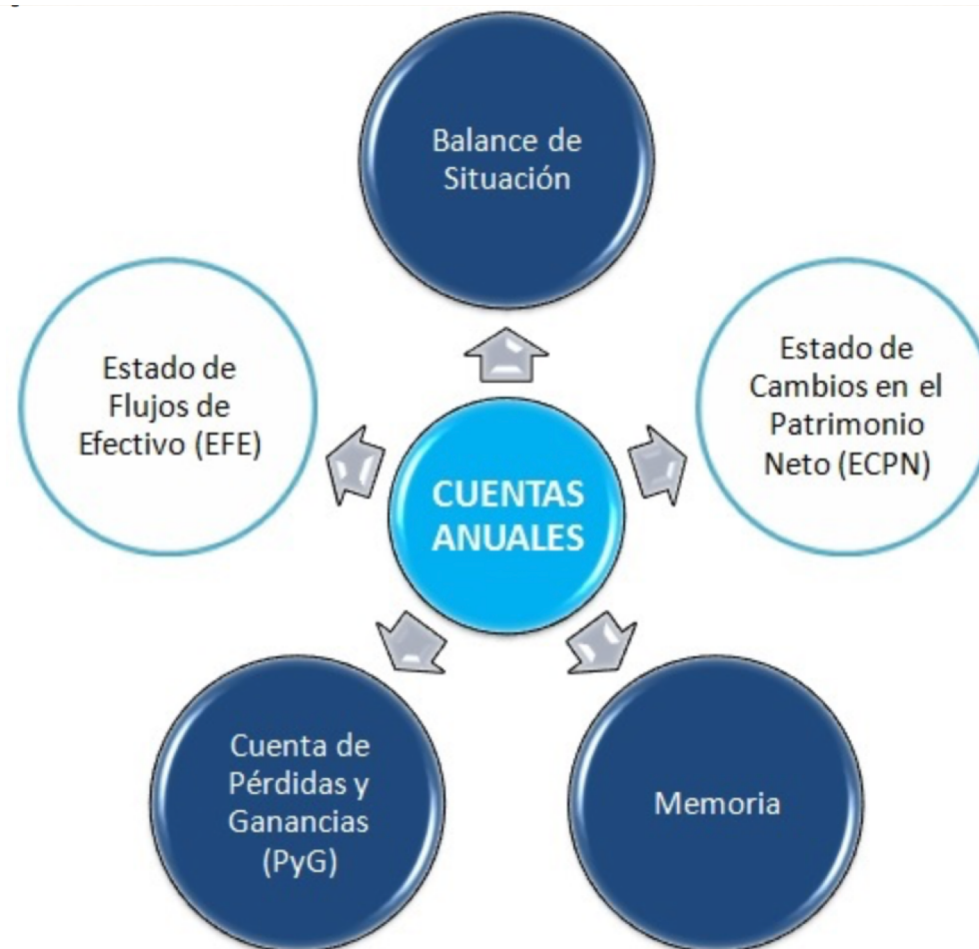 Balance de
Situación
Estado de
Flujos de
Efectivo (EFE)
Estado de
Cambios en el
Patrimonio
Neto (ECPN)
CUENTAS
ANUALES
Cuenta de
Pérdidas y
Ganancias
(PyG)
Memoria